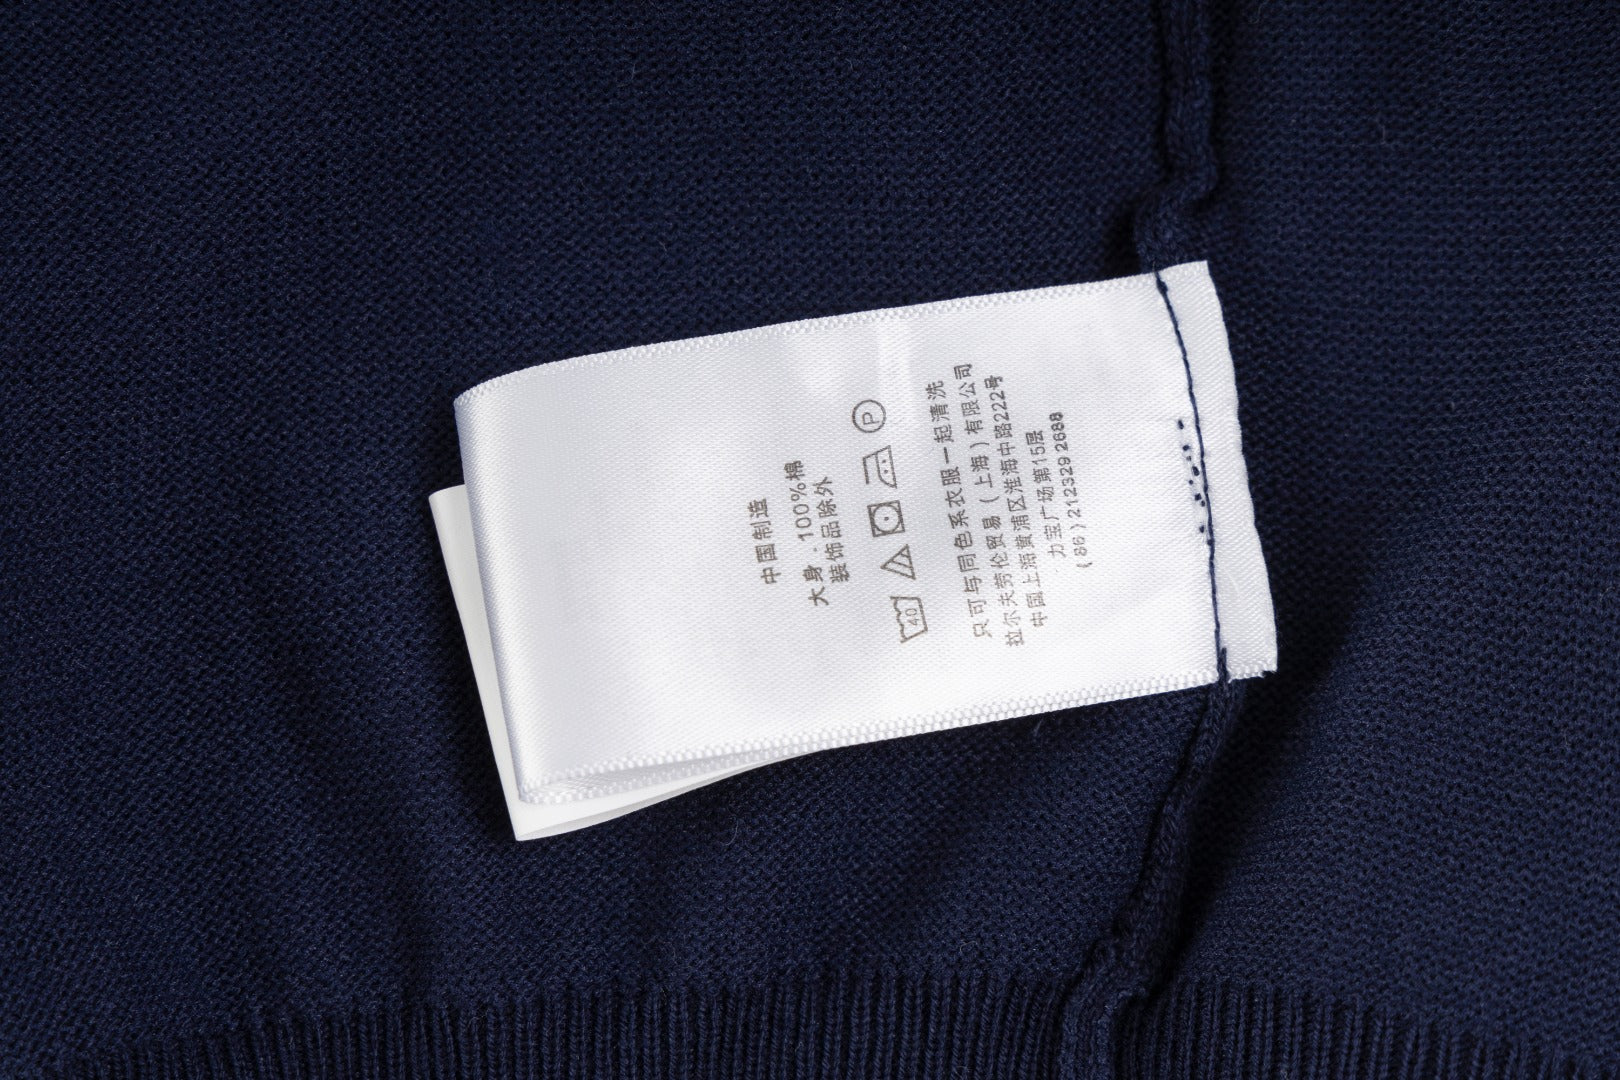 中国制造
大身.100%棉
装饰品除外
40
P
只可与同色系衣服一起清洗
拉尔夫劳伦贸易(上海)有限公司
中国上海黄浦区淮海中路222号
力宝广场第15层
(86)2123292688